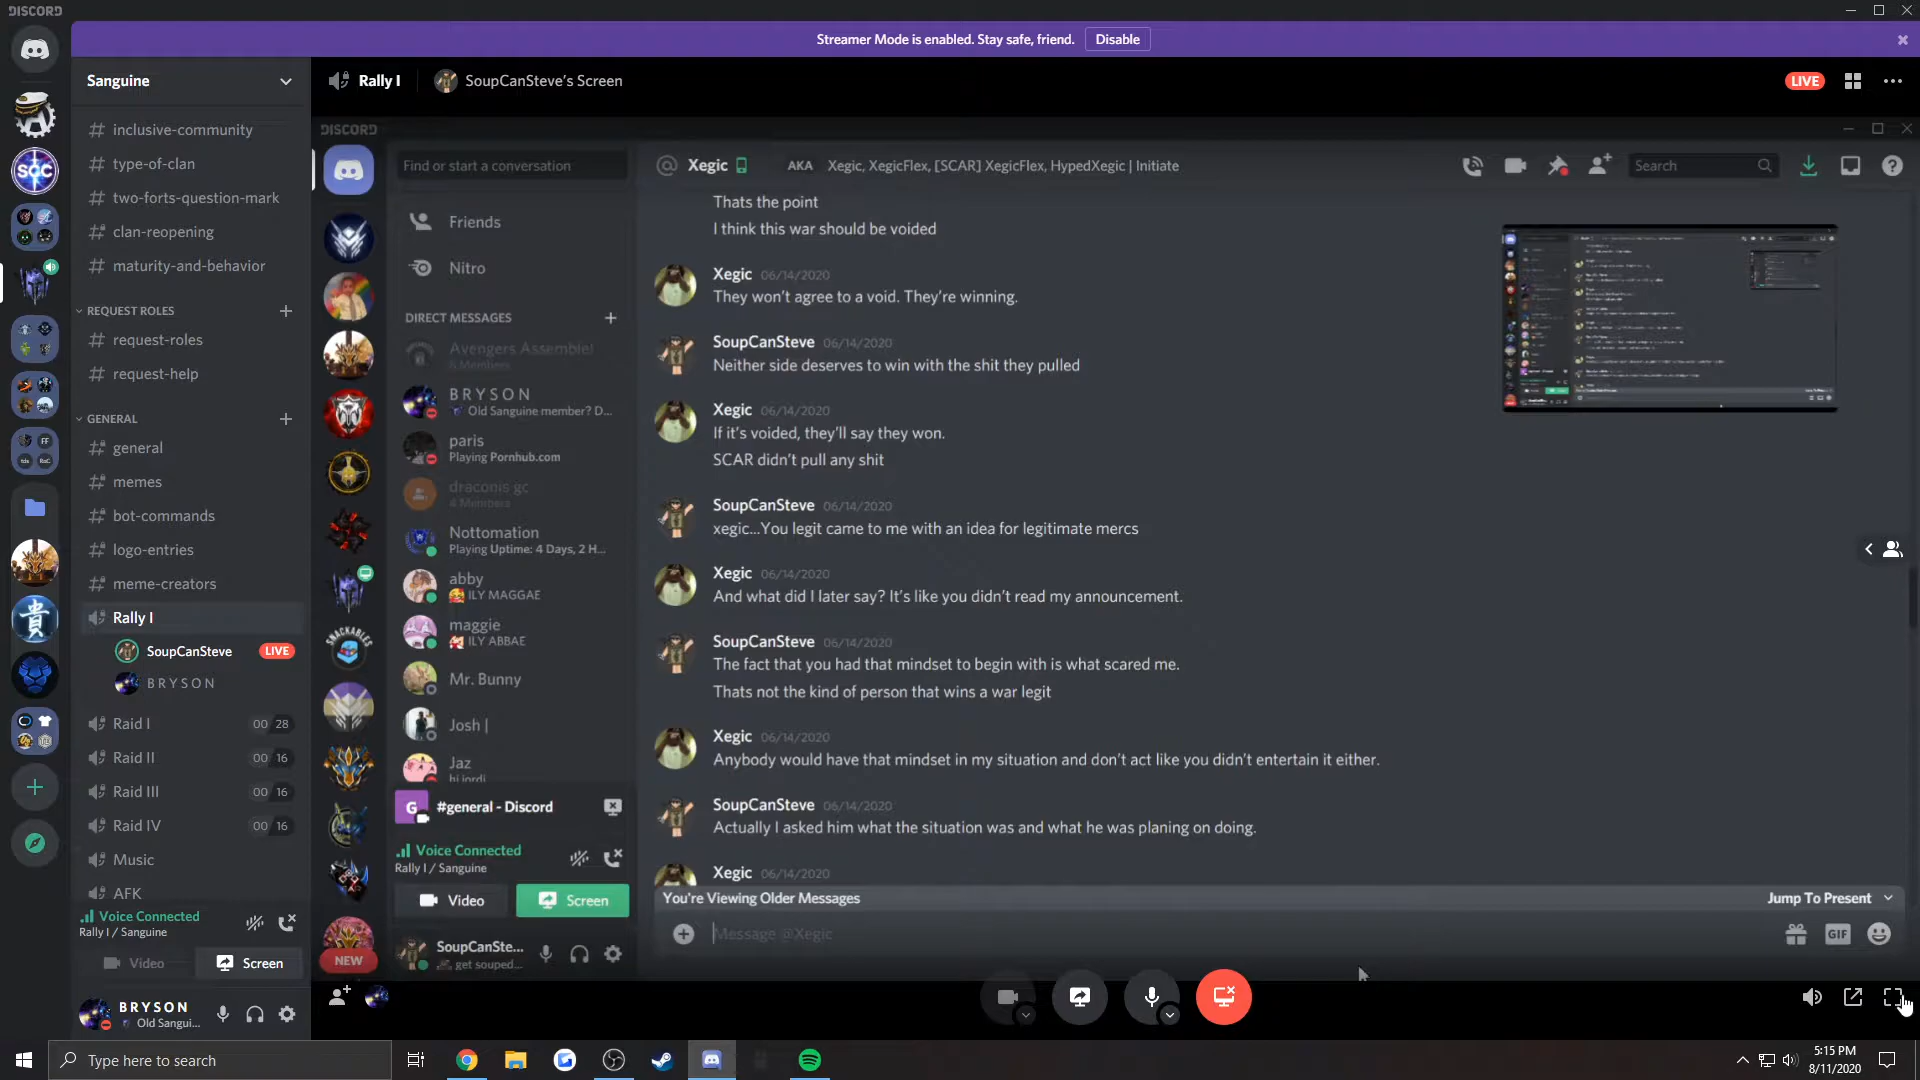 DISCORD
Streamer Mode is enabled. Stay safe, friend.
Disable
Sanguine
inclusive-community
type-of-clan
two-forts-question-mark
clan-reopening
maturity-and-behavior
REQUEST ROLES
request-roles
request-help
GENERAL
general
memes
bot-commands
logo-entries
meme-creators
Rally I
SoupCanSteve LIVE
B R Y S O N
Raid I 00 28
Raid II 00 16
Raid III 00 16
Raid IV 00 16
Music
AFK
Voice Connected
Rally I / Sanguine
Video
Screen
B R Y S O N
Old Sangui...
SGC
FF
貴
Rally I
SoupCanSteve's Screen
LIVE
DISCORD
Find or start a conversation
Friends
Nitro
DIRECT MESSAGES
Avengers Assemble!
6 Members
B R Y S O N
Old Sanguine member? D...
paris
Playing Pornhub.com
draconis gc
4 Members
Nottomation
Playing Uptime: 4 Days, 2 H...
abby
ILY MAGGAE
maggie
ILY ABBAE
Mr. Bunny
Josh |
Jaz
hi jordi
SNACKABLES
NEW
G
#general - Discord
Voice Connected
Rally I / Sanguine
Video
Screen
SoupCanSte...
get souped...
@ Xegic
AKA Xegic, XegicFlex, [SCAR] XegicFlex, HypedXegic | Initiate
Search
Thats the point
I think this war should be voided
Xegic 06/14/2020
They won't agree to a void. They're winning.
SoupCanSteve 06/14/2020
Neither side deserves to win with the shit they pulled
Xegic 06/14/2020
If it's voided, they'll say they won.
SCAR didn't pull any shit
SoupCanSteve 06/14/2020
xegic...You legit came to me with an idea for legitimate mercs
Xegic 06/14/2020
And what did I later say? It's like you didn't read my announcement.
SoupCanSteve 06/14/2020
The fact that you had that mindset to begin with is what scared me.
Thats not the kind of person that wins a war legit
Xegic 06/14/2020
Anybody would have that mindset in my situation and don't act like you didn't entertain it either.
SoupCanSteve 06/14/2020
Actually I asked him what the situation was and what he was planing on doing.
Xegic 06/14/2020
You're Viewing Older Messages
Jump To Present
Message @Xegic
GIF
Type here to search
5:15 PM
8/11/2020